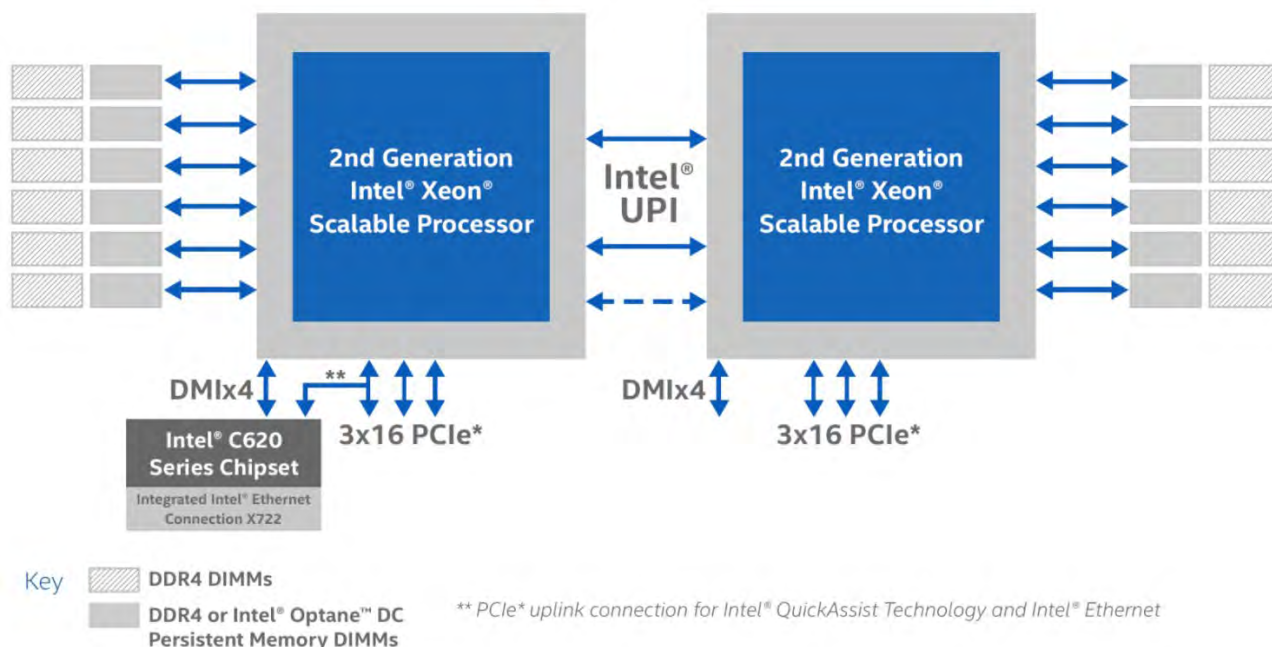 2nd Generation
Intel® Xeon®
Scalable Processor
Intel®
UPI
2nd Generation
Intel® Xeon®
Scalable Processor
DMIx4
**
3x16 PCIe*
DMIx4
3x16 PCIe*
Intel® C620
Series Chipset
Integrated Intel® Ethernet
Connection X722
Key
DDR4 DIMMs
DDR4 or Intel® Optane™ DC
Persistent Memory DIMMs
** PCIe* uplink connection for Intel® QuickAssist Technology and Intel® Ethernet